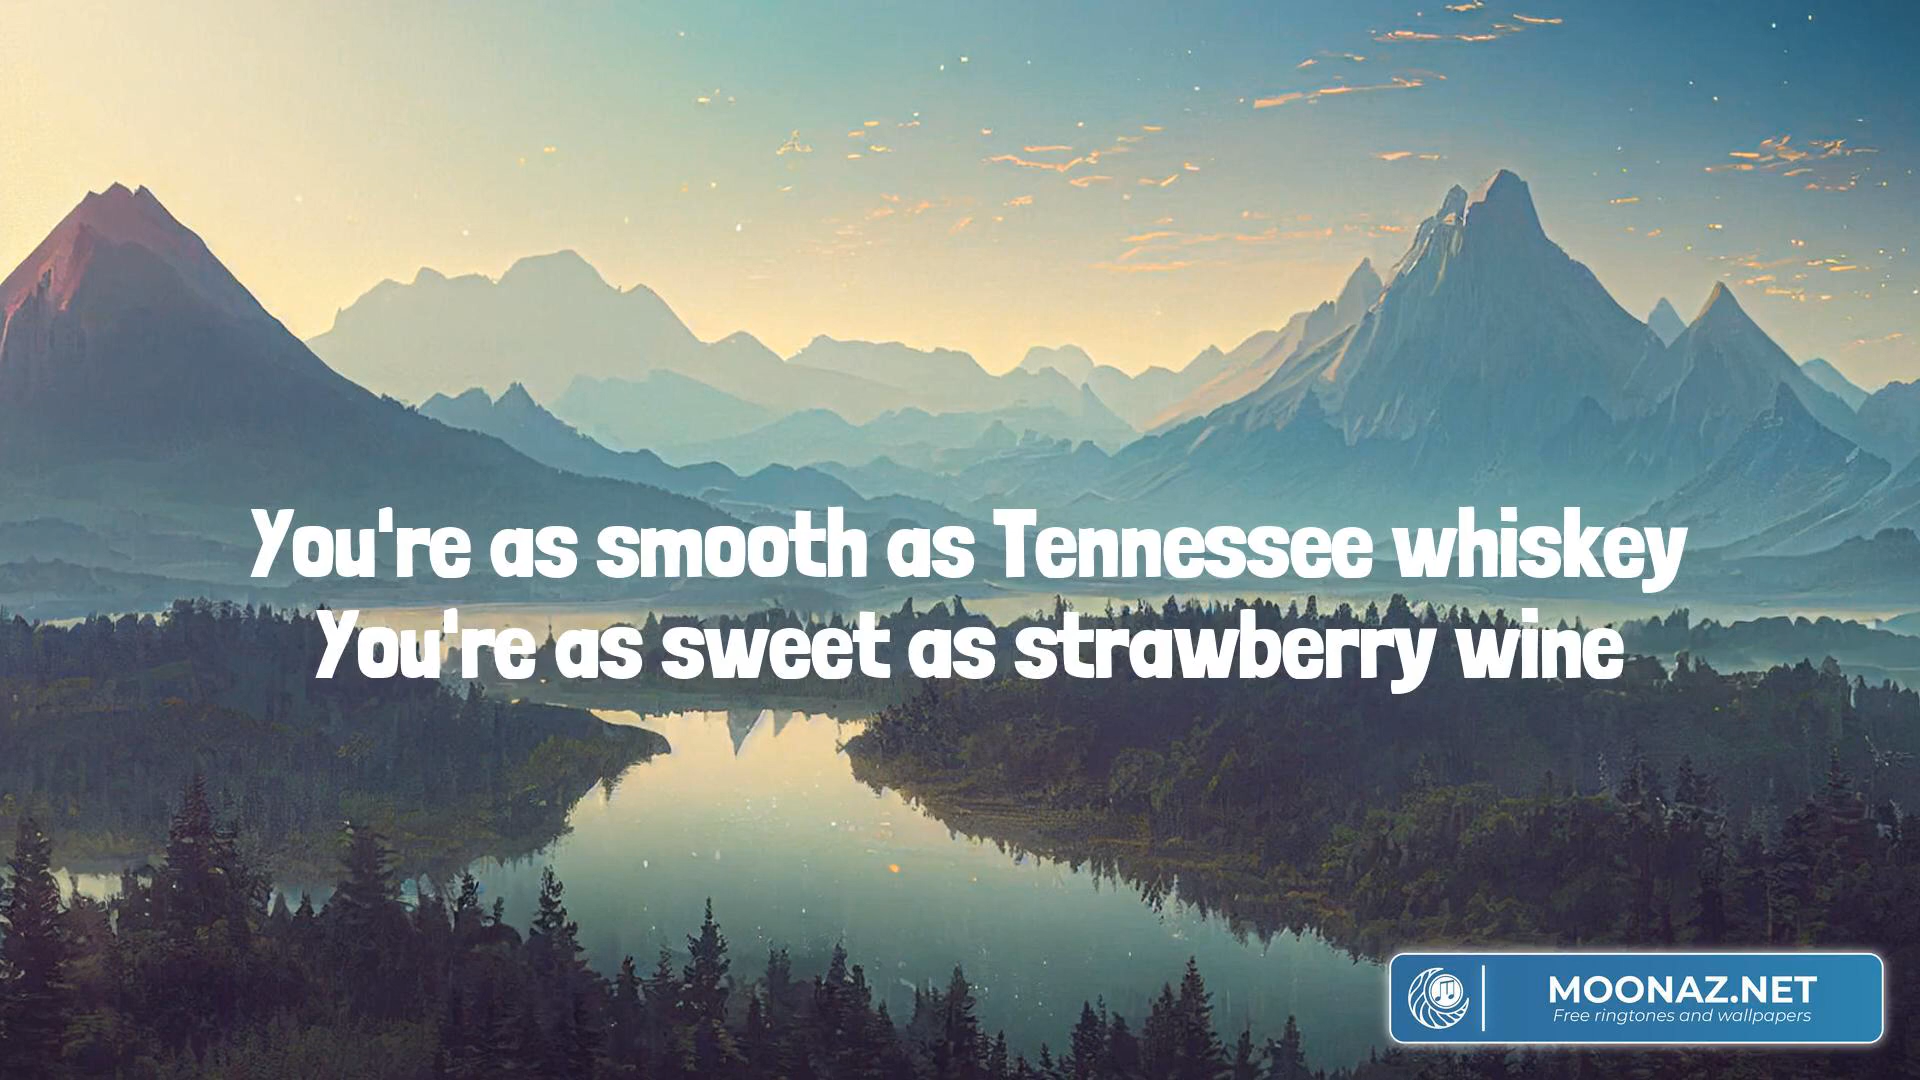 You're as smooth as Tennessee whiskey
You're as sweet as strawberry wine
MOONAZ.NET
Free ringtones and wallpapers